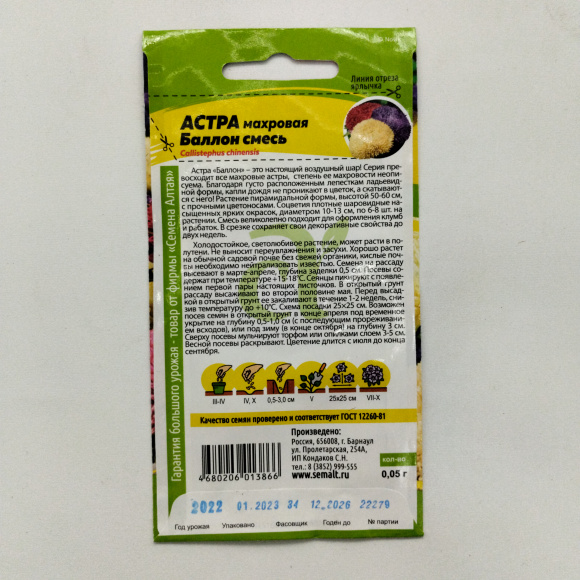 Линия отреза
ярлычка
АСТРА махровая
Баллон смесь
Callistephus chinensis
Астра «Баллон» – это настоящий воздушный шар! Серия пре-
восходит все махровые астры, степень ее махровости неопи-
суема. Благодаря густо расположенным лепесткам ладьевид-
ной формы, капли дождя не проникают в цветок, а скатывают-
ся с него! Растение пирамидальной формы, высотой 50-60 см,
с прочными цветоносами. Соцветия плотные шаровидные на-
сыщенных ярких окрасок, диаметром 10-13 см, по 6-8 шт. на
растении. Смесь великолепно подходит для оформления клумб
и рабаток. В срезке сохраняет свои декоративные свойства до
двух недель.
Холодостойкое, светолюбивое растение, может расти в по-
лутени. Не выносит переувлажнения и засухи. Хорошо растет
на обычной садовой почве без свежей органики, кислые поч-
вы необходимо нейтрализовать известью. Семена на рассаду
высевают в марте-апреле, глубина заделки 0,5 см. Посевы со-
держат при температуре +15-18°С. Сеянцы пикируют с появле-
нием первой пары настоящих листочков. В открытый грунт
рассаду высаживают во второй половине мая. Перед высад-
кой в открытый грунт ее закаливают в течение 1-2 недель, сни-
зив температуру до +10°С. Схема посадки 25х25 см. Возможен
посев семян в открытый грунт в конце апреля под временное
укрытие на глубину 0,5-1,0 см (с последующим прореживани-
ем всходов), или под зиму (в конце октября) на глубину 3 см.
Сверху посевы мульчируют торфом или опилками слоем 3-5 см.
Весной посевы раскрывают. Цветение длится с июля до конца
сентября.
III-IV IV, X 0,5-3,0 см V 25х25 см VII-X
Качество семян проверено и соответствует ГОСТ 12260-81
Произведено:
Россия, 656008, г. Барнаул
ул. Пролетарская, 254А,
ИП Кондаков С.Н.
тел.: 8 (3852) 999-555
www.semalt.ru
4680206013866
кол-во
0,05 г
2022 01.2023 34 12.2026 22279
Год урожая Упаковано Фасовщик Годен до № партии
Гарантия большого урожая - товар от фирмы «Семена Алтая»